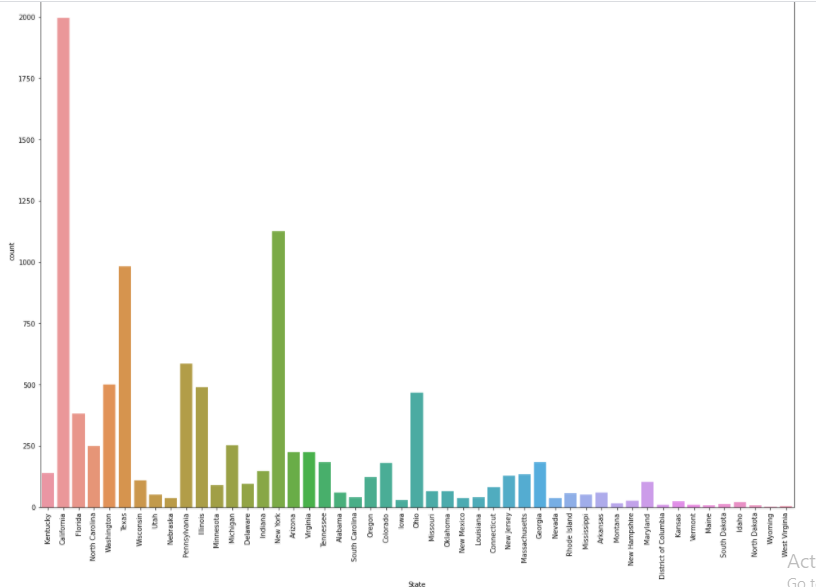 2000
1750
1500
1250
1000
750
500
250
0
count
Kentucky
California
Florida
North Carolina
Washington
Texas
Wisconsin
Utah
Nebraska
Pennsylvania
Illinois
Minnesota
Michigan
Delaware
Indiana
New York
Arizona
Virginia
Tennessee
Alabama
South Carolina
Oregon
Colorado
Iowa
Ohio
Missouri
Oklahoma
New Mexico
Louisiana
Connecticut
New Jersey
Massachusetts
Georgia
Nevada
Rhode Island
Mississippi
Arkansas
Montana
New Hampshire
Maryland
District of Columbia
Kansas
Vermont
Maine
South Dakota
Idaho
North Dakota
Wyoming
West Virginia
State
Act
Go t